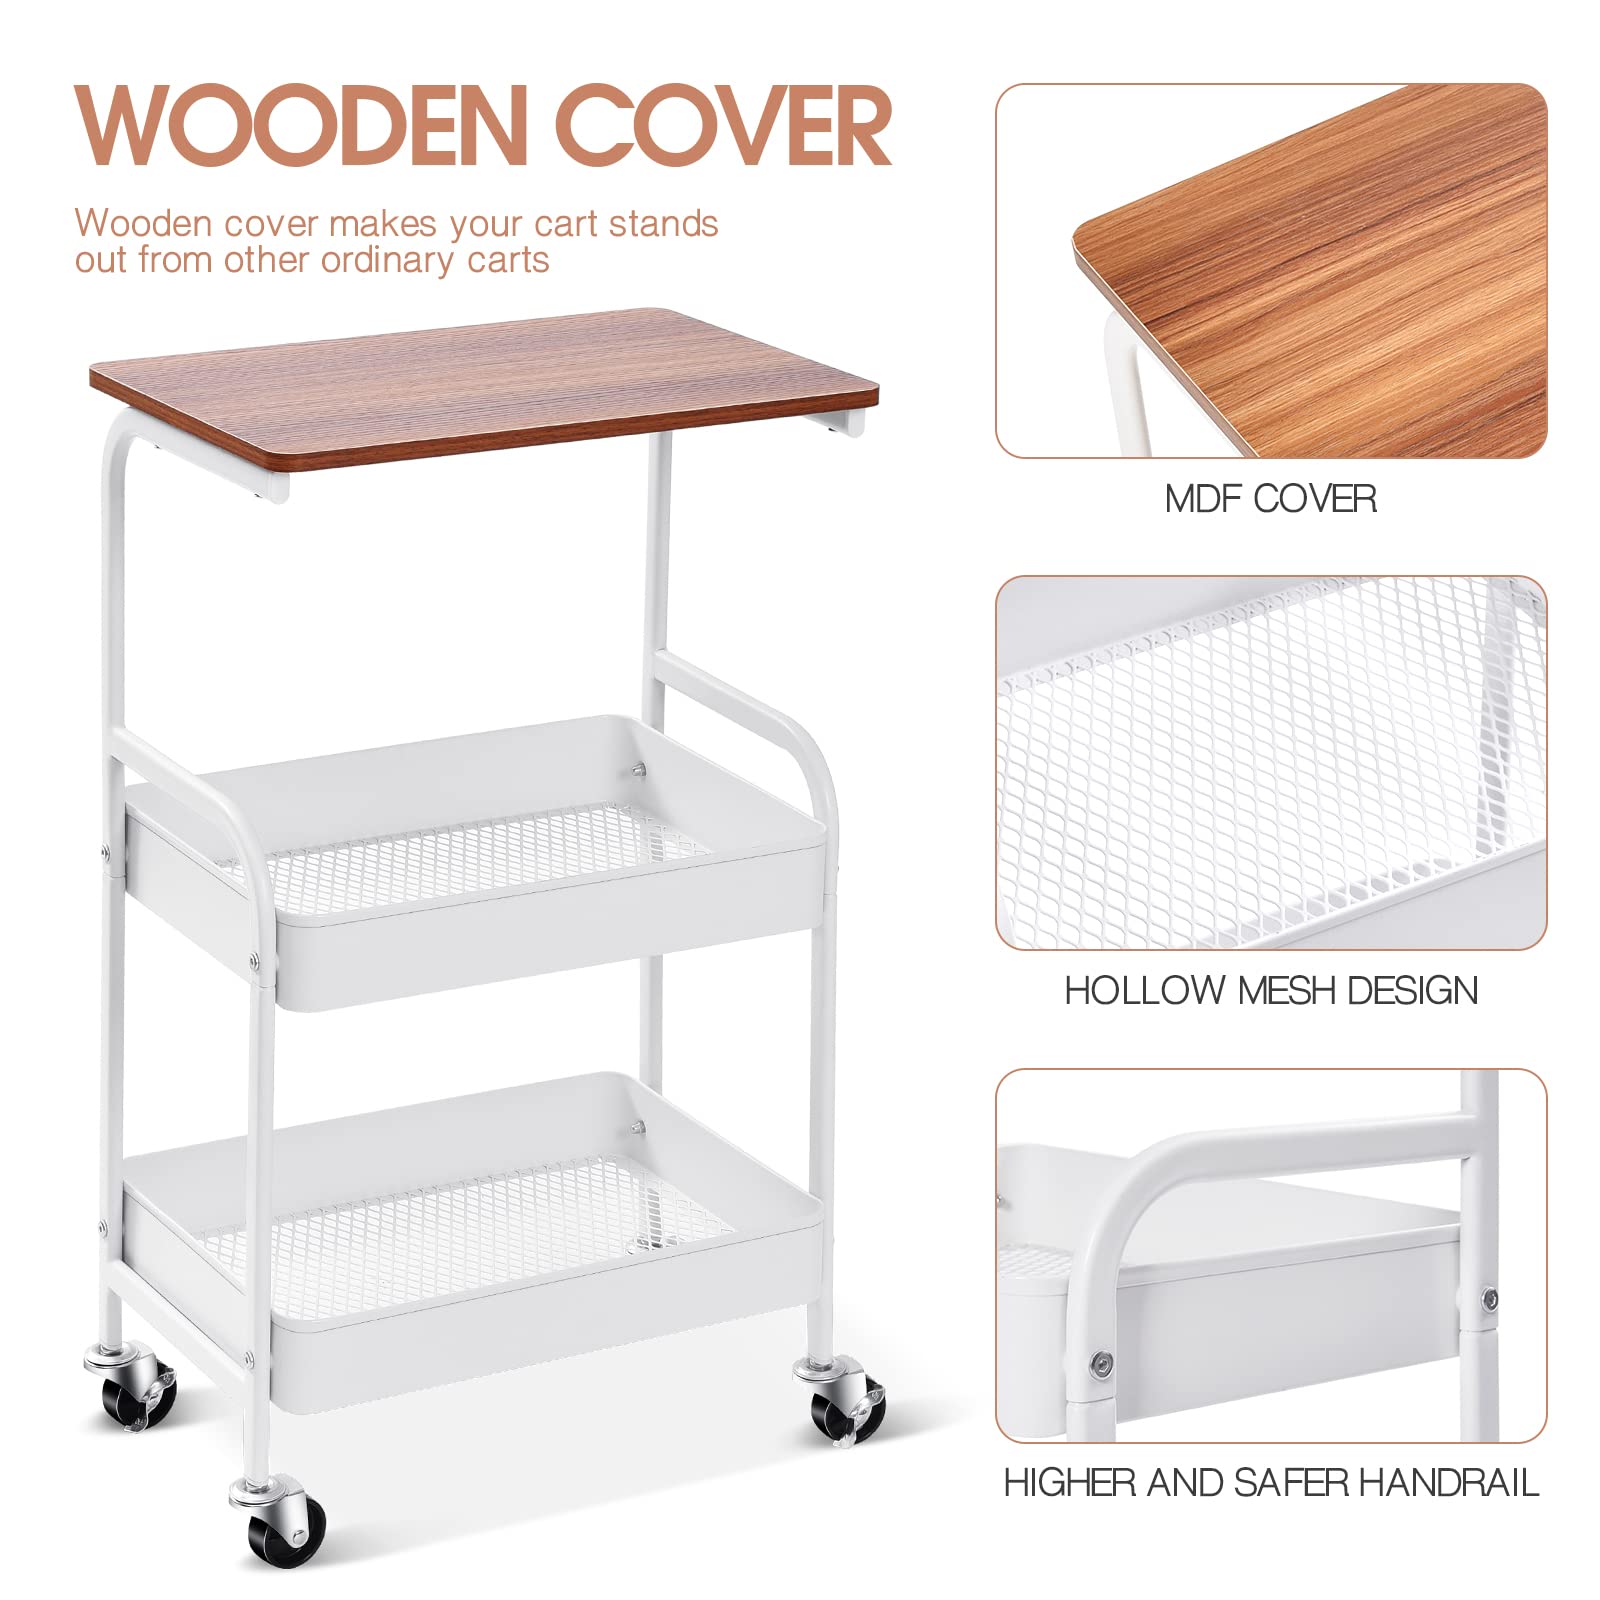 WOODEN COVER
Wooden cover makes your cart stands
out from other ordinary carts
MDF COVER
HOLLOW MESH DESIGN
HIGHER AND SAFER HANDRAIL